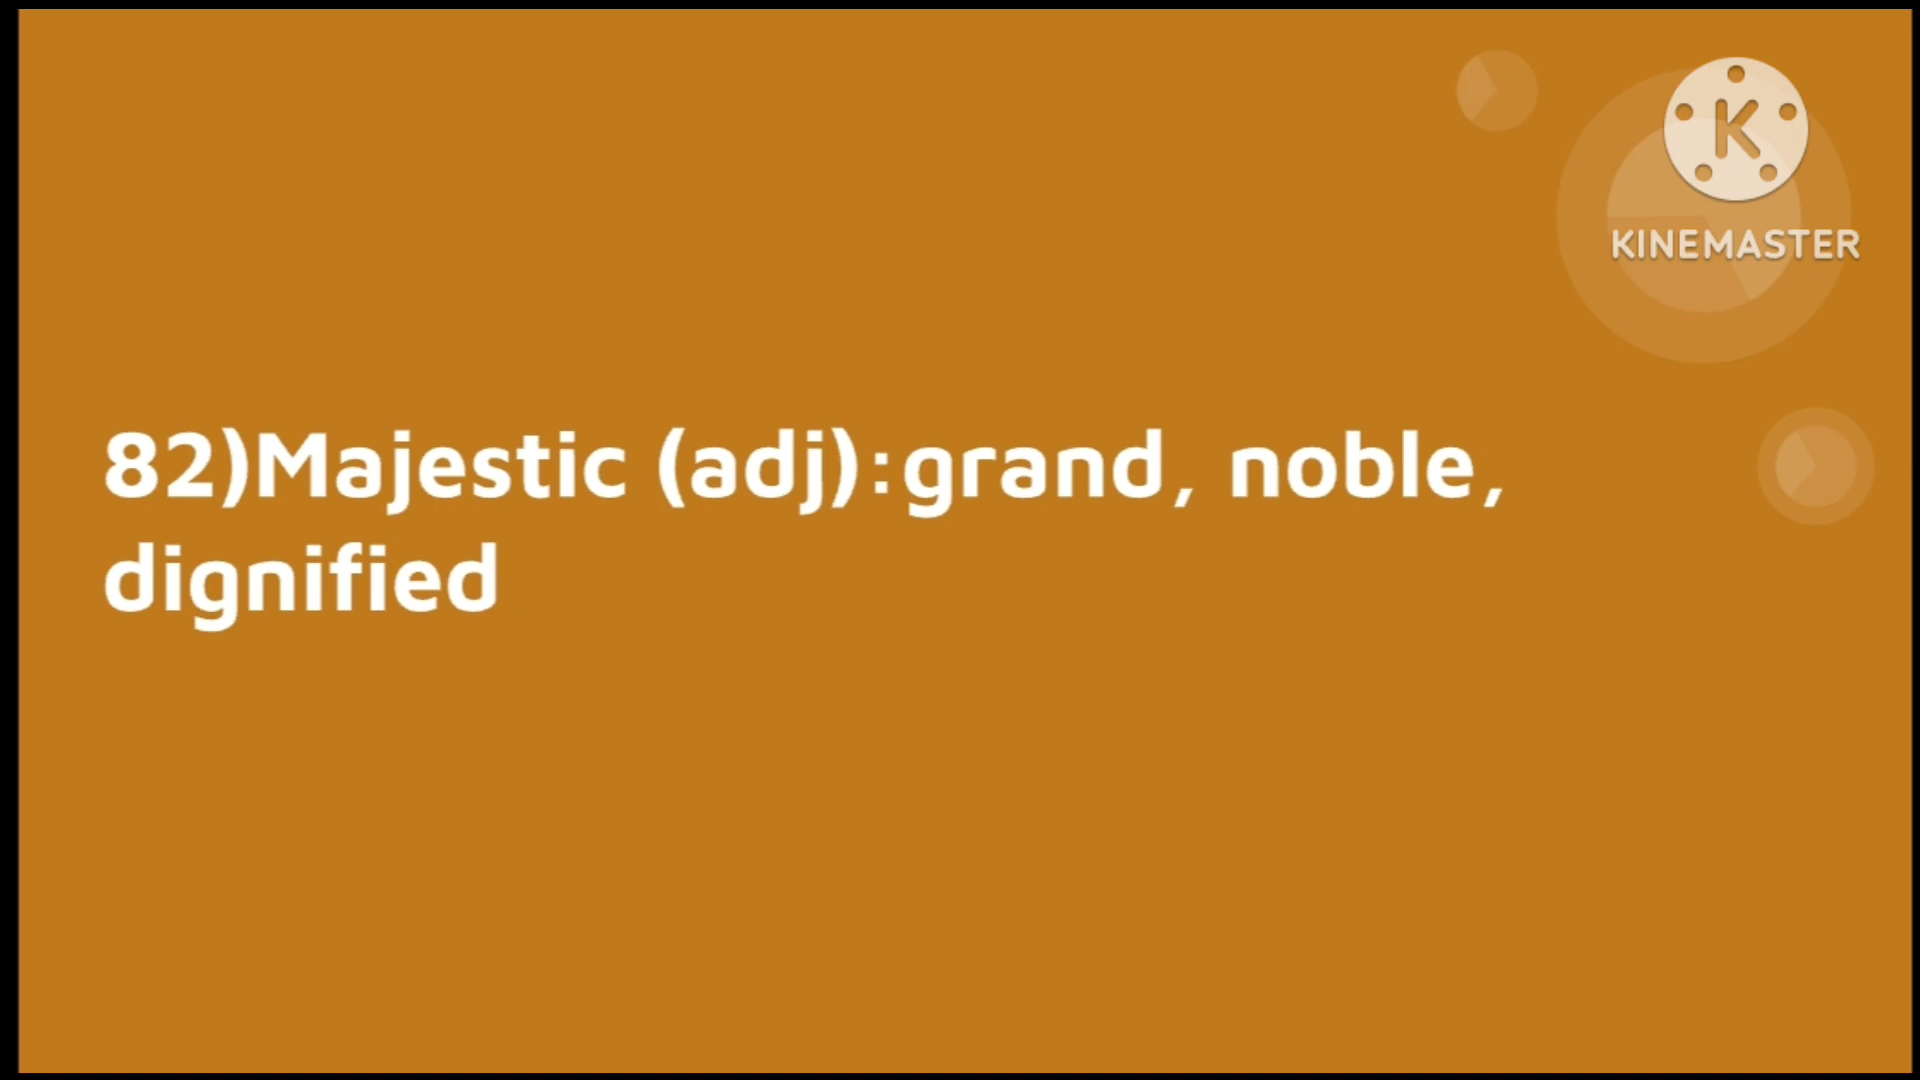 K
KINEMASTER
82)Majestic (adj):grand, noble,
dignified